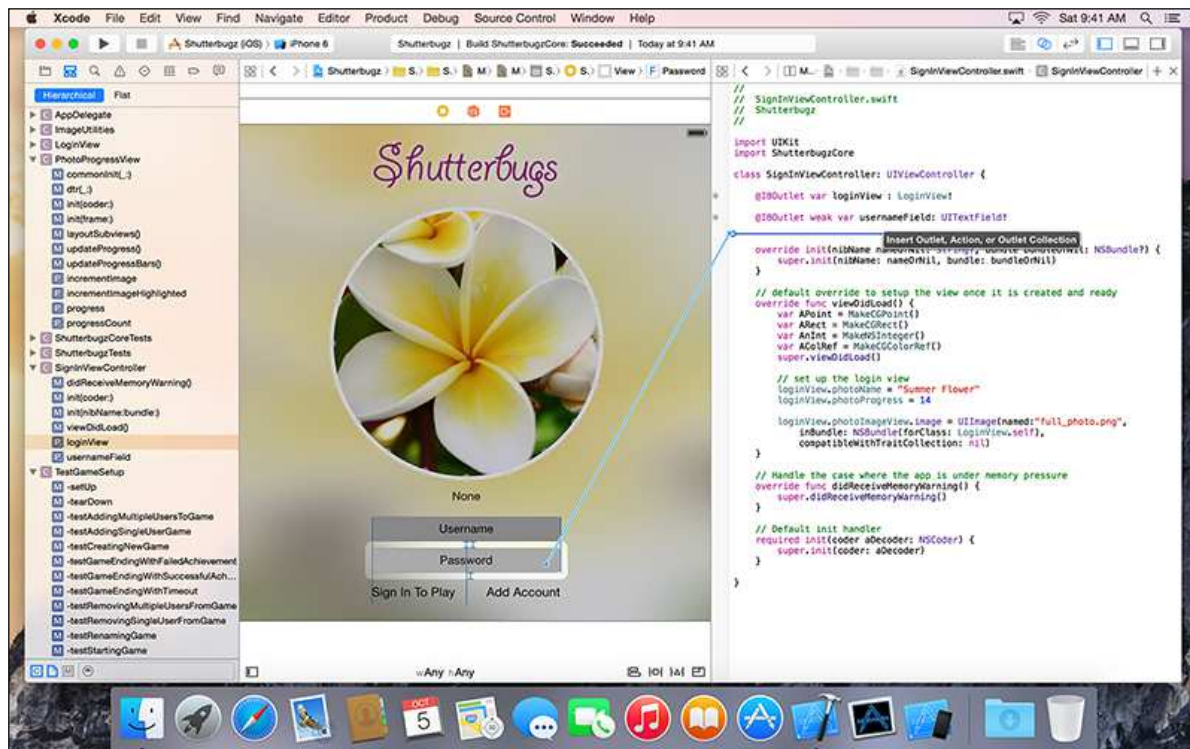 Xcode File Edit View Find Navigate Editor Product Debug Source Control Window Help Sat 9:41 AM
Shutterbugz (iOS) iPhone 6 Shutterbugz | Build ShutterbugzCore: Succeeded | Today at 9:41 AM
Shutterbugz S. S. M M S. S. View F Password M... SignInViewController.swift SignInViewController
Hierarchical Flat
C AppDelegate
C ImageUtilities
C LoginView
C PhotoProgressView
M commonInit(_:)
M dtr(_:)
M init(coder:)
M init(frame:)
M layoutSubviews()
M updateProgress()
M updateProgressBars()
P incrementImage
P incrementImageHighlighted
P progress
P progressCount
C ShutterbugzCoreTests
C ShutterbugzTests
C SignInViewController
M didReceiveMemoryWarning()
M init(coder:)
M init(nibName:bundle:)
M viewDidLoad()
P loginView
P usernameField
C TestGameSetup
M -setUp
M -tearDown
M -testAddingMultipleUsersToGame
M -testAddingSingleUserGame
M -testCreatingNewGame
M -testGameEndingWithFailedAchievement
M -testGameEndingWithSuccessfulAch...
M -testGameEndingWithTimeout
M -testRemovingMultipleUsersFromGame
M -testRemovingSingleUserFromGame
M -testRenamingGame
M -testStartingGame
Shutterbugs
None
Username
Password
Sign In To Play Add Account
wAny hAny
//
// SignInViewController.swift
// Shutterbugz
//
import UIKit
import ShutterbugzCore
class SignInViewController: UIViewController {
@IBOutlet var loginView : LoginView!
@IBOutlet weak var usernameField: UITextField!
Insert Outlet, Action, or Outlet Collection
override init(nibName nameOrNil: String?, bundle bundleOrNil: NSBundle?) {
super.init(nibName: nameOrNil, bundle: bundleOrNil)
}
// default override to setup the view once it is created and ready
override func viewDidLoad() {
var APoint = MakeCGPoint()
var ARect = MakeCGRect()
var AnInt = MakeNSInteger()
var AColRef = MakeCGColorRef()
super.viewDidLoad()
// set up the login view
loginView.photoName = "Summer Flower"
loginView.photoProgress = 14
loginView.photoImageView.image = UIImage(named:"full_photo.png",
inBundle: NSBundle(forClass: LoginView.self),
compatibleWithTraitCollection: nil)
}
// Handle the case where the app is under memory pressure
override func didReceiveMemoryWarning() {
super.didReceiveMemoryWarning()
}
// Default init handler
required init(coder aDecoder: NSCoder) {
super.init(coder: aDecoder)
}
}
OCT
5